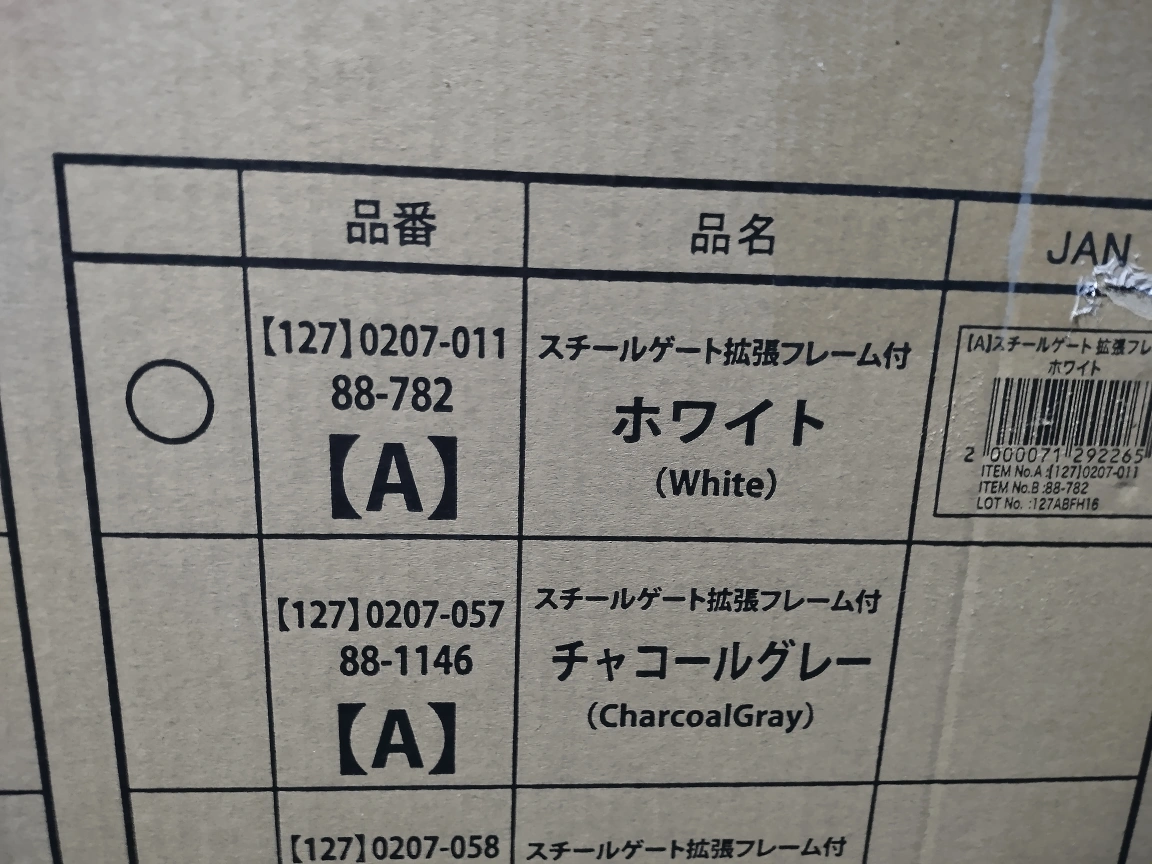 品番 品名 JAN
【127】0207-011
88-782
【A】
スチールゲート拡張フレーム付
ホワイト
(White)
【A】スチールゲート 拡張フレ
ホワイト
2 000071 292265
ITEM No.A :【127】0207-011
ITEM No.B :88-782
LOT No. :127ABFH16
【127】0207-057
88-1146
【A】
スチールゲート拡張フレーム付
チャコールグレー
(CharcoalGray)
【127】0207-058
スチールゲート拡張フレーム付